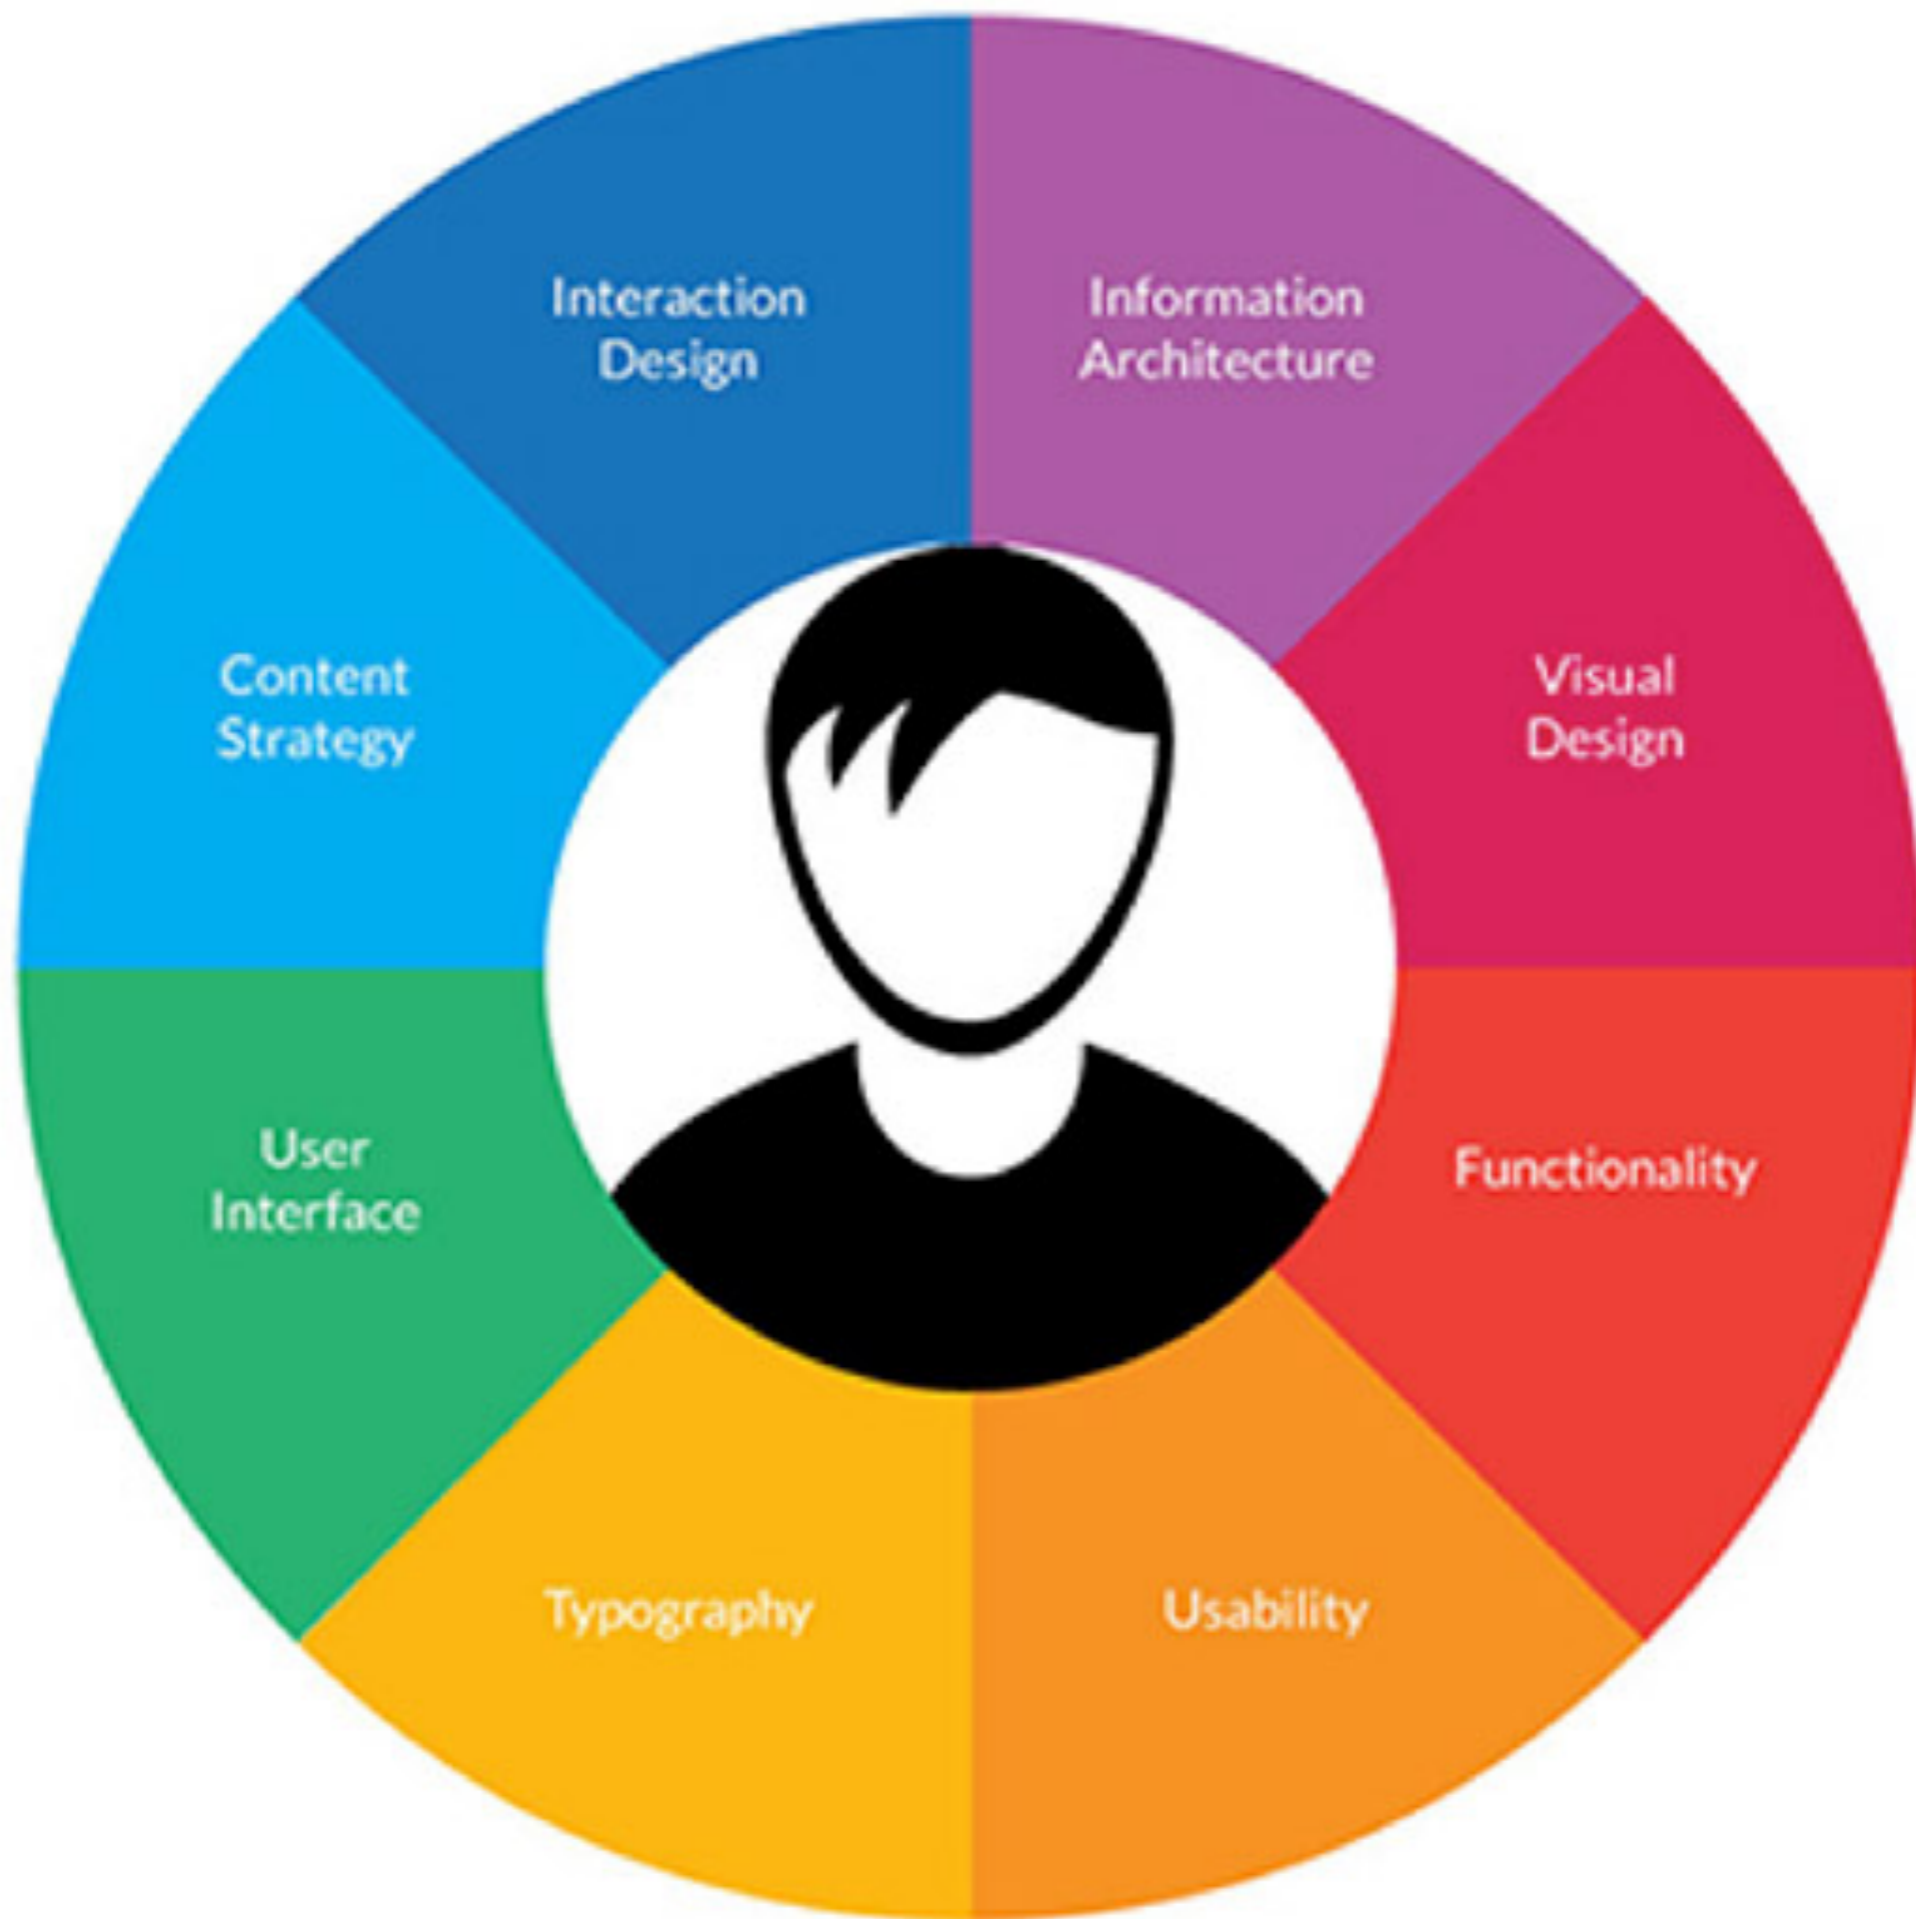 Interaction
Design
Information
Architecture
Content
Strategy
Visual
Design
User
Interface
Functionality
Typography
Usability